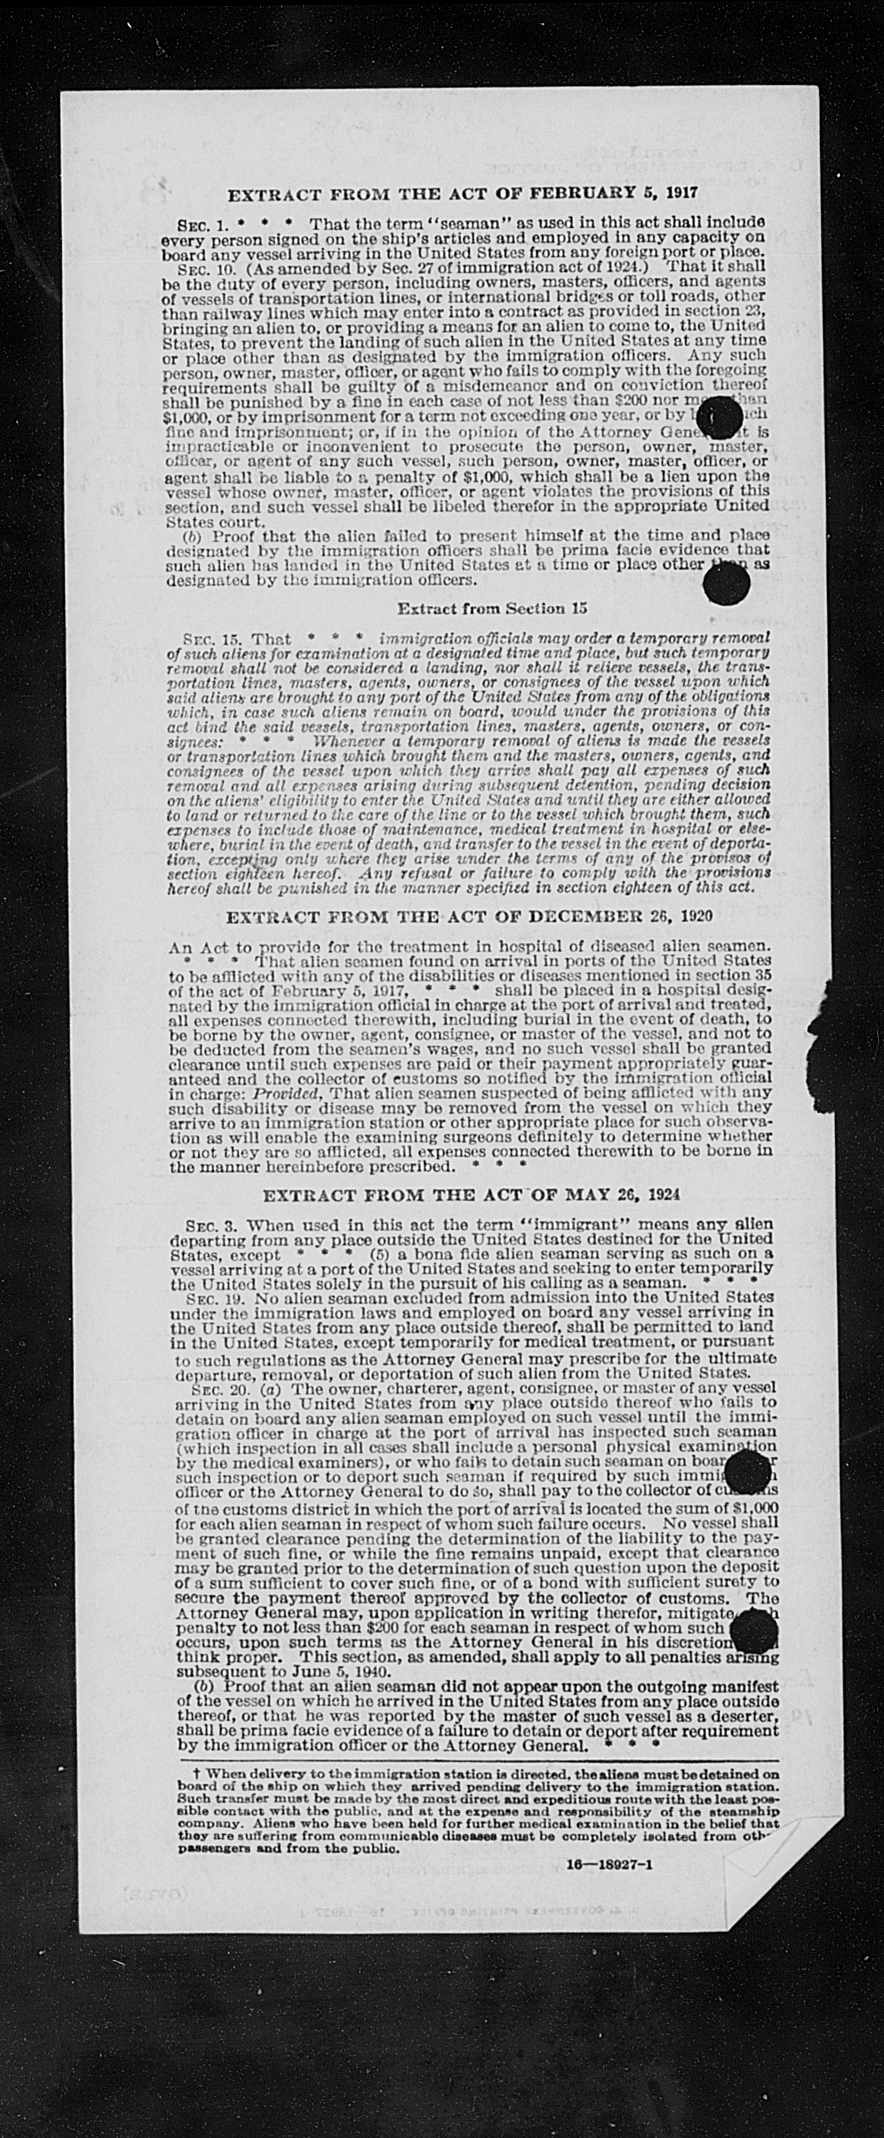 EXTRACT FROM THE ACT OF FEBRUARY 5, 1917
SEC. 1. * * * That the term "seaman" as used in this act shall include
every person signed on the ship's articles and employed in any capacity on
board any vessel arriving in the United States from any foreign port or place.
SEC. 10. (As amended by Sec. 27 of immigration act of 1924.) That it shall
be the duty of every person, including owners, masters, officers, and agents
of vessels of transportation lines, or international bridges or toll roads, other
than railway lines which may enter into a contract as provided in section 23,
bringing an alien to, or providing a means for an alien to come to, the United
States, to prevent the landing of such alien in the United States at any time
or place other than as designated by the immigration officers. Any such
person, owner, master, officer, or agent who fails to comply with the foregoing
requirements shall be guilty of a misdemeanor and on conviction thereof
shall be punished by a fine in each case of not less than $200 nor than
$1,000, or by imprisonment for a term not exceeding one year, or by
fine and imprisonment; or, if in the opinion of the Attorney is
impracticable or inconvenient to prosecute the person, owner, master,
officer, or agent of any such vessel, such person, owner, master, officer, or
agent shall be liable to a penalty of $1,000, which shall be a lien upon the
vessel whose owner, master, officer, or agent violates the provisions of this
section, and such vessel shall be libeled therefor in the appropriate United
States court.
(b) Proof that the alien failed to present himself at the time and place
designated by the immigration officers shall be prima facie evidence that
such alien has landed in the United States at a time or place other than as
designated by the immigration officers.
Extract from Section 15
SEC. 15. That * * * immigration officials may order a temporary removal
of such aliens for examination at a designated time and place, but such temporary
removal shall not be considered a landing, nor shall it relieve vessels, the trans-
portation lines, masters, agents, owners, or consignees of the vessel upon which
said aliens are brought to any port of the United States from any of the obligations
which, in case such aliens remain on board, would under the provisions of this
act bind the said vessels, transportation lines, masters, agents, owners, or con-
signees: * * * Whenever a temporary removal of aliens is made the vessels
or transportation lines which brought them and the masters, owners, agents, and
consignees of the vessel upon which they arrive shall pay all expenses of such
removal and all expenses arising during subsequent detention, pending decision
on the aliens' eligibility to enter the United States and until they are either allowed
to land or returned to the care of the line or to the vessel which brought them, such
expenses to include those of maintenance, medical treatment in hospital or else-
where, burial in the event of death, and transfer to the vessel in the event of deporta-
tion, excepting only where they arise under the terms of any of the provisos of
section eighteen hereof. Any refusal or failure to comply with the provisions
hereof shall be punished in the manner specified in section eighteen of this act.
EXTRACT FROM THE ACT OF DECEMBER 26, 1920
An Act to provide for the treatment in hospital of diseased alien seamen.
* * * That alien seamen found on arrival in ports of the United States
to be afflicted with any of the disabilities or diseases mentioned in section 35
of the act of February 5, 1917, * * * shall be placed in a hospital desig-
nated by the immigration official in charge at the port of arrival and treated,
all expenses connected therewith, including burial in the event of death, to
be borne by the owner, agent, consignee, or master of the vessel, and not to
be deducted from the seamen's wages, and no such vessel shall be granted
clearance until such expenses are paid or their payment appropriately guar-
anteed and the collector of customs so notified by the immigration official
in charge: Provided, That alien seamen suspected of being afflicted with any
such disability or disease may be removed from the vessel on which they
arrive to an immigration station or other appropriate place for such observa-
tion as will enable the examining surgeons definitely to determine whether
or not they are so afflicted, all expenses connected therewith to be borne in
the manner hereinbefore prescribed. * * *
EXTRACT FROM THE ACT OF MAY 26, 1924
SEC. 3. When used in this act the term "immigrant" means any alien
departing from any place outside the United States destined for the United
States, except * * * (5) a bona fide alien seaman serving as such on a
vessel arriving at a port of the United States and seeking to enter temporarily
the United States solely in the pursuit of his calling as a seaman. * * *
SEC. 19. No alien seaman excluded from admission into the United States
under the immigration laws and employed on board any vessel arriving in
the United States from any place outside thereof, shall be permitted to land
in the United States, except temporarily for medical treatment, or pursuant
to such regulations as the Attorney General may prescribe for the ultimate
departure, removal, or deportation of such alien from the United States.
SEC. 20. (a) The owner, charterer, agent, consignee, or master of any vessel
arriving in the United States from any place outside thereof who fails to
detain on board any alien seaman employed on such vessel until the immi-
gration officer in charge at the port of arrival has inspected such seaman
(which inspection in all cases shall include a personal physical examination
by the medical examiners), or who fails to detain such seaman on
such inspection or to deport such seaman if required by such
officer or the Attorney General to do so, shall pay to the collector of customs
of the customs district in which the port of arrival is located the sum of $1,000
for each alien seaman in respect of whom such failure occurs. No vessel shall
be granted clearance pending the determination of the liability to the pay-
ment of such fine, or while the fine remains unpaid, except that clearance
may be granted prior to the determination of such question upon the deposit
of a sum sufficient to cover such fine, or of a bond with sufficient surety to
secure the payment thereof approved by the collector of customs. The
Attorney General may, upon application in writing therefor, mitigate
penalty to not less than $200 for each seaman in respect of whom such
occurs, upon such terms as the Attorney General in his discretion
think proper. This section, as amended, shall apply to all penalties arising
subsequent to June 5, 1940.
(b) Proof that an alien seaman did not appear upon the outgoing manifest
of the vessel on which he arrived in the United States from any place outside
thereof, or that he was reported by the master of such vessel as a deserter,
shall be prima facie evidence of a failure to detain or deport after requirement
by the immigration officer or the Attorney General. * * *
† When delivery to the immigration station is directed, the aliens must be detained on
board of the ship on which they arrived pending delivery to the immigration station.
Such transfer must be made by the most direct and expeditious route with the least pos-
sible contact with the public, and at the expense and responsibility of the steamship
company. Aliens who have been held for further medical examination in the belief that
they are suffering from communicable diseases must be completely isolated from
passengers and from the public.
16—18927-1